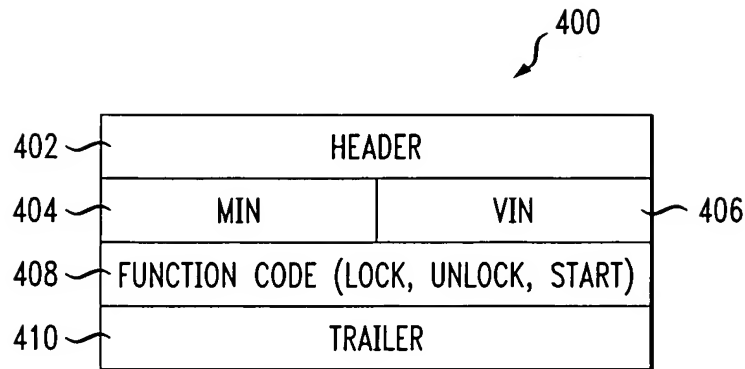 400
402 HEADER
404 MIN VIN 406
408 FUNCTION CODE (LOCK, UNLOCK, START)
410 TRAILER